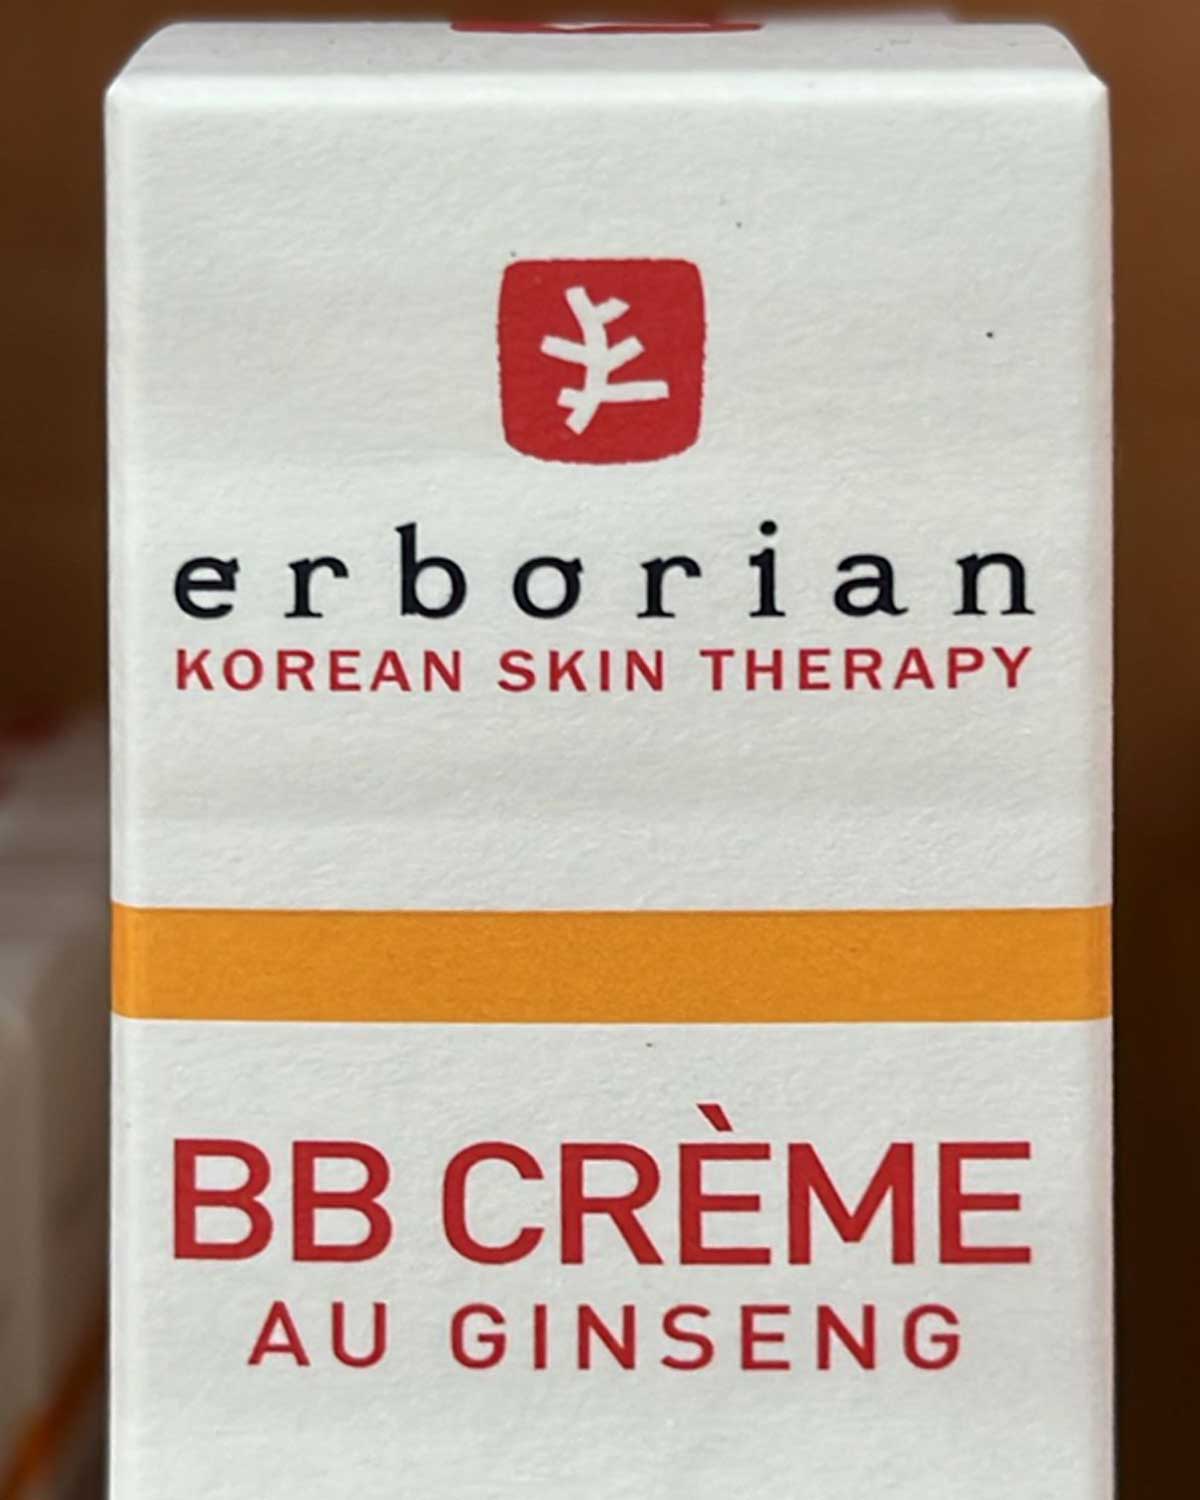 erborian
KOREAN SKIN THERAPY
BB CRÈME
AU GINSENG